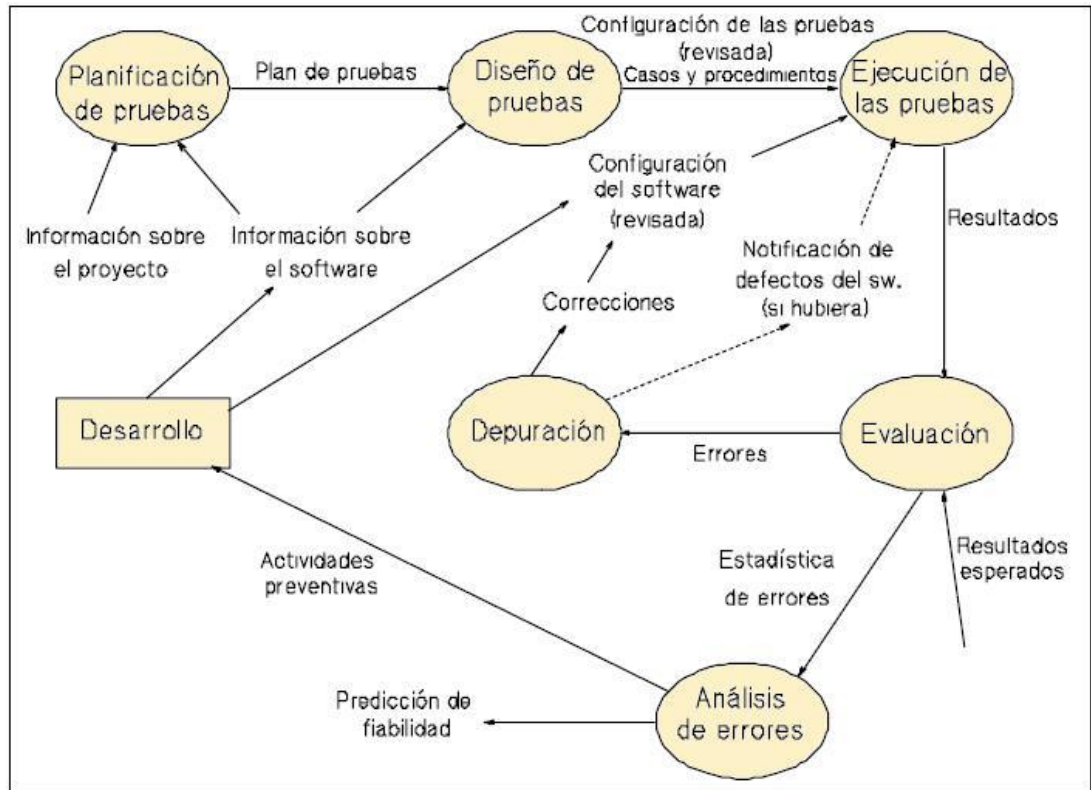 Planificación
de pruebas
Plan de pruebas
Diseño de
pruebas
Configuración de las pruebas
(revisada)
Casos y procedimientos
Ejecución de
las pruebas
Información sobre
el proyecto
Información sobre
el software
Configuración
del software
(revisada)
Notificación de
defectos del sw.
(si hubiera)
Resultados
Correcciones
Desarrollo
Depuración
Errores
Evaluación
Actividades
preventivas
Estadística
de errores
Resultados
esperados
Predicción de
fiabilidad
Análisis
de errores